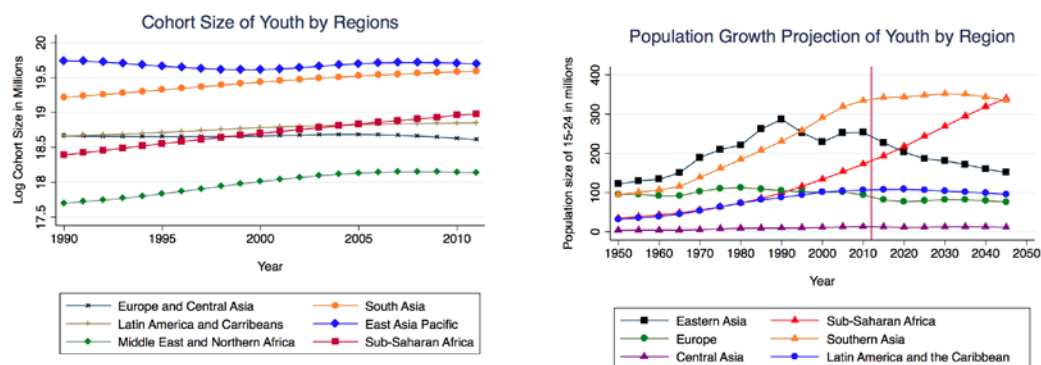 Cohort Size of Youth by Regions
Log Cohort Size in Millions
20
19.5
19
18.5
18
17.5
1990
1995
2000
2005
2010
Year
Europe and Central Asia
South Asia
Latin America and Carribeans
East Asia Pacific
Middle East and Northern Africa
Sub-Saharan Africa
Population Growth Projection of Youth by Region
Population size of 15-24 in millions
400
300
200
100
0
1950
1960
1970
1980
1990
2000
2010
2020
2030
2040
2050
Year
Eastern Asia
Sub-Saharan Africa
Europe
Southern Asia
Central Asia
Latin America and the Caribbean